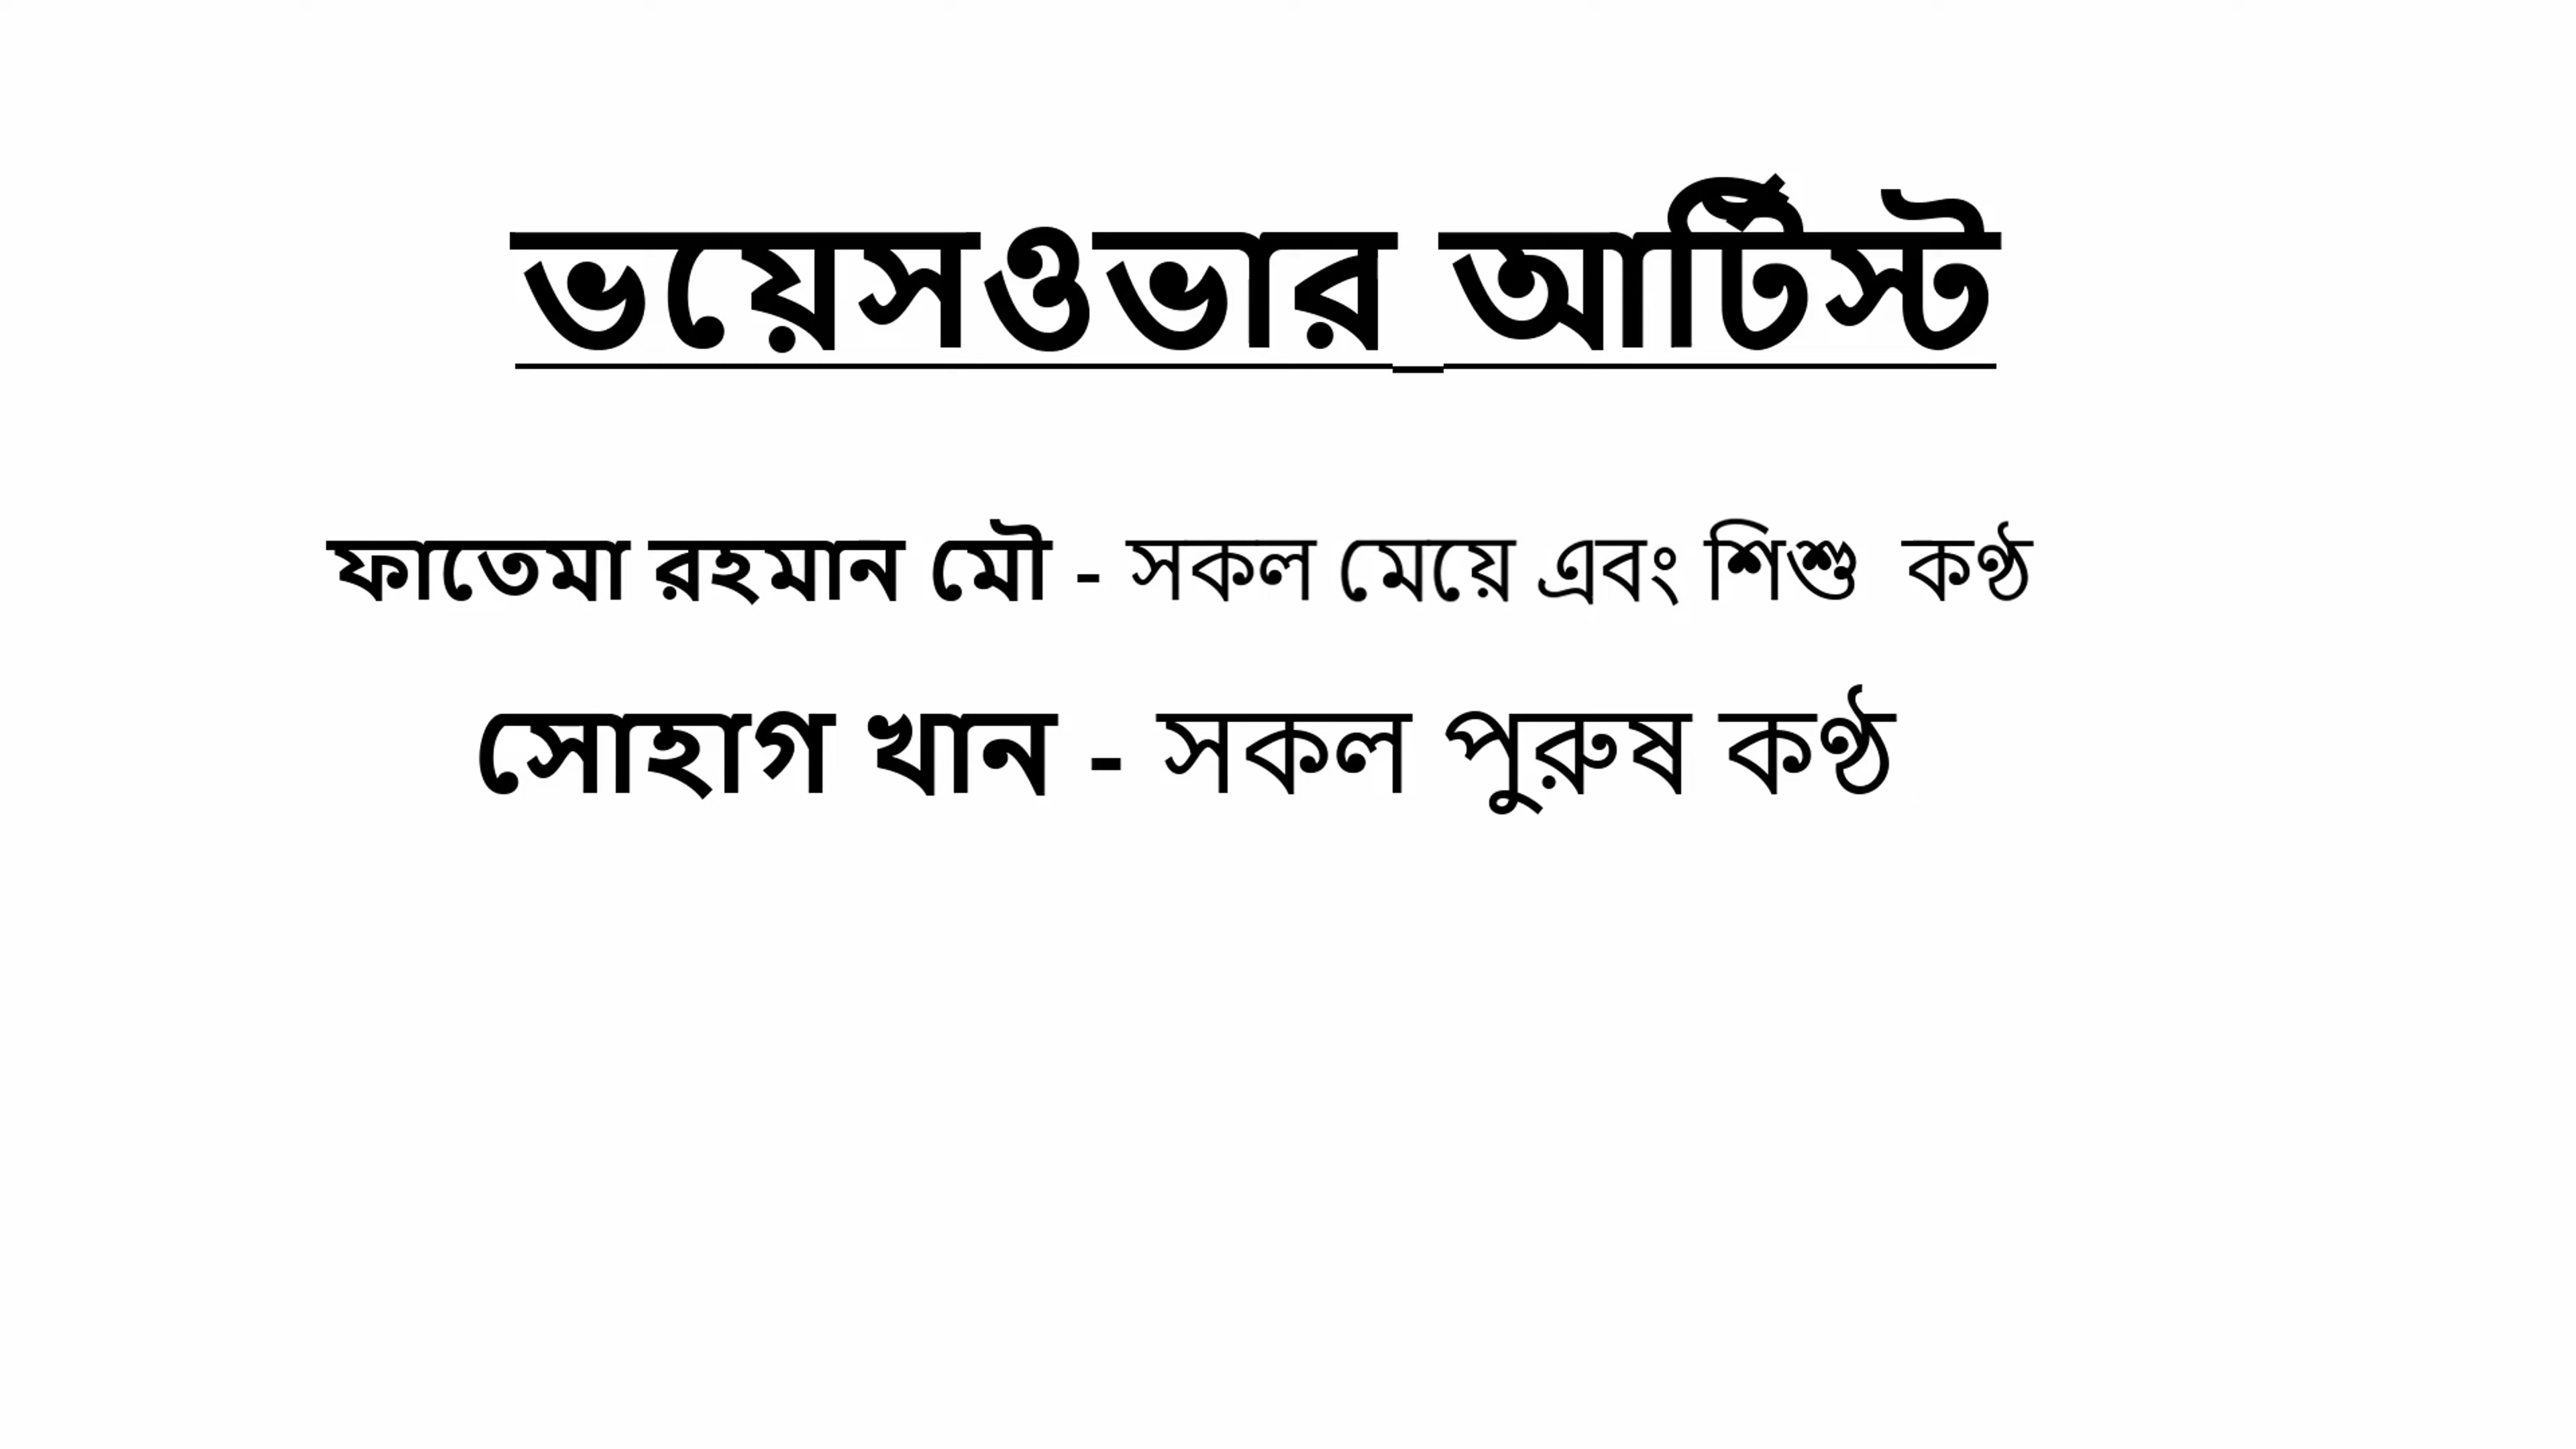 ভয়েসওভার আর্টিস্ট
ফাতেমা রহমান মৌ - সকল মেয়ে এবং শিশু কণ্ঠ
সোহাগ খান - সকল পুরুষ কণ্ঠ